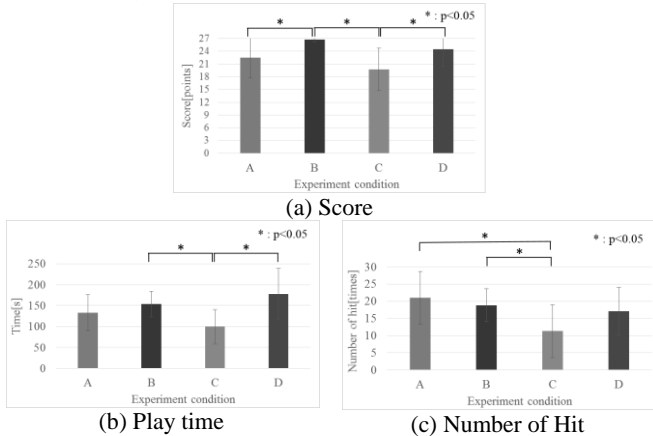 * : p<0.05
* * *
Score[points]
27
24
21
18
15
12
9
6
3
0
A B C D
Experiment condition
(a) Score
* : p<0.05
* *
Time[s]
250
200
150
100
50
0
A B C D
Experiment condition
(b) Play time
* : p<0.05
*
*
Number of hit[times]
30
25
20
15
10
5
0
A B C D
Experiment condition
(c) Number of Hit